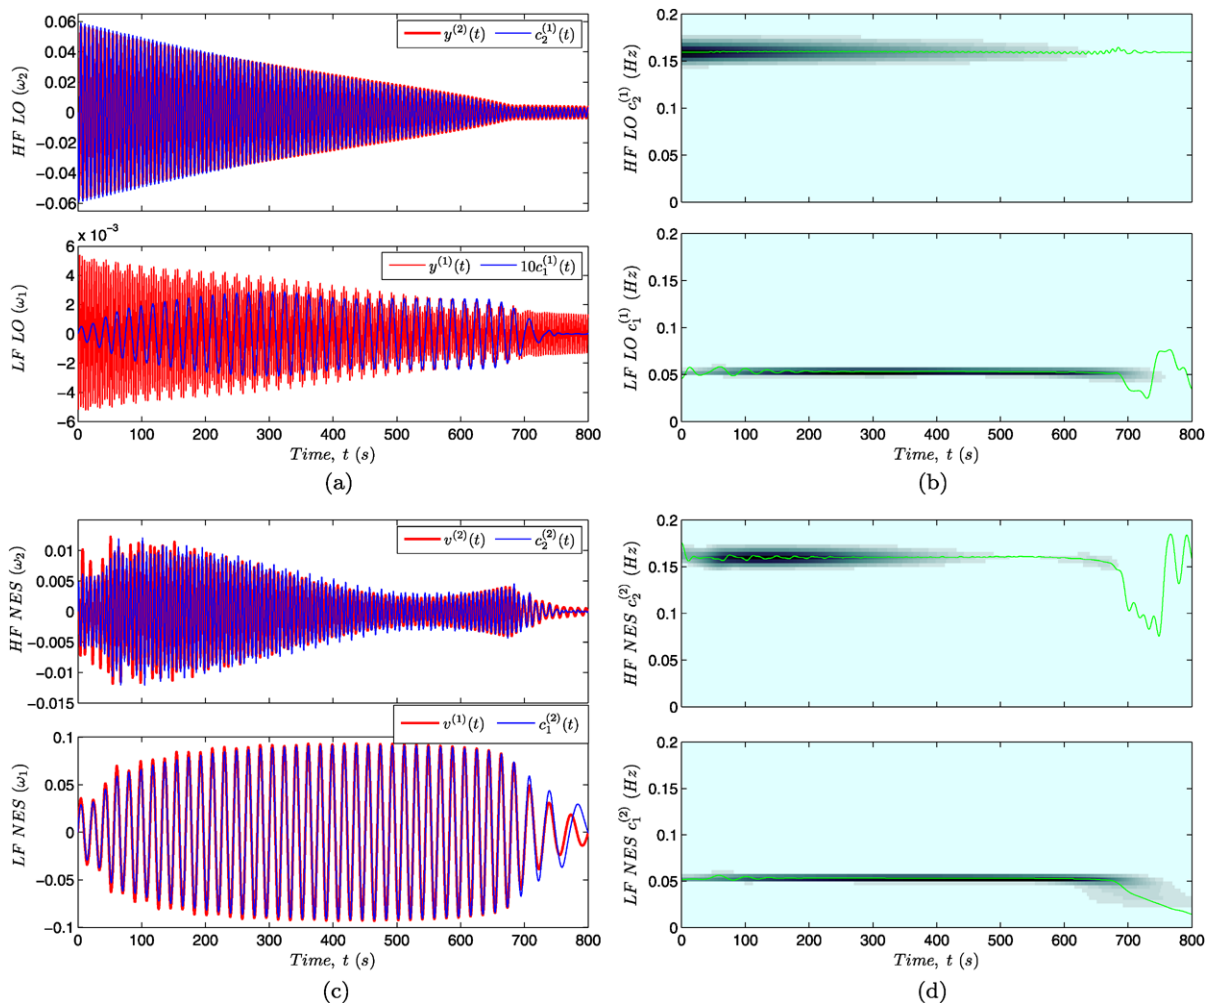 0.06
0.04
0.02
0
−0.02
−0.04
−0.06
HF LO (ω₂)
y⁽²⁾(t) c₂⁽¹⁾(t)
x 10⁻³
6
4
2
0
−2
−4
−6
LF LO (ω₁)
y⁽¹⁾(t) 10c₁⁽¹⁾(t)
0 100 200 300 400 500 600 700 800
Time, t (s)
(a)
0.2
0.15
0.1
0.05
0
HF LO c₂⁽¹⁾ (Hz)
0.2
0.15
0.1
0.05
0
LF LO c₁⁽¹⁾ (Hz)
0 100 200 300 400 500 600 700 800
Time, t (s)
(b)
0.01
0.005
0
−0.005
−0.01
−0.015
HF NES (ω₂)
v⁽²⁾(t) c₂⁽²⁾(t)
0.1
0.05
0
−0.05
−0.1
LF NES (ω₁)
v⁽¹⁾(t) c₁⁽²⁾(t)
0 100 200 300 400 500 600 700 800
Time, t (s)
(c)
0.2
0.15
0.1
0.05
0
HF NES c₂⁽²⁾ (Hz)
0.2
0.15
0.1
0.05
0
LF NES c₁⁽²⁾ (Hz)
0 100 200 300 400 500 600 700 800
Time, t (s)
(d)